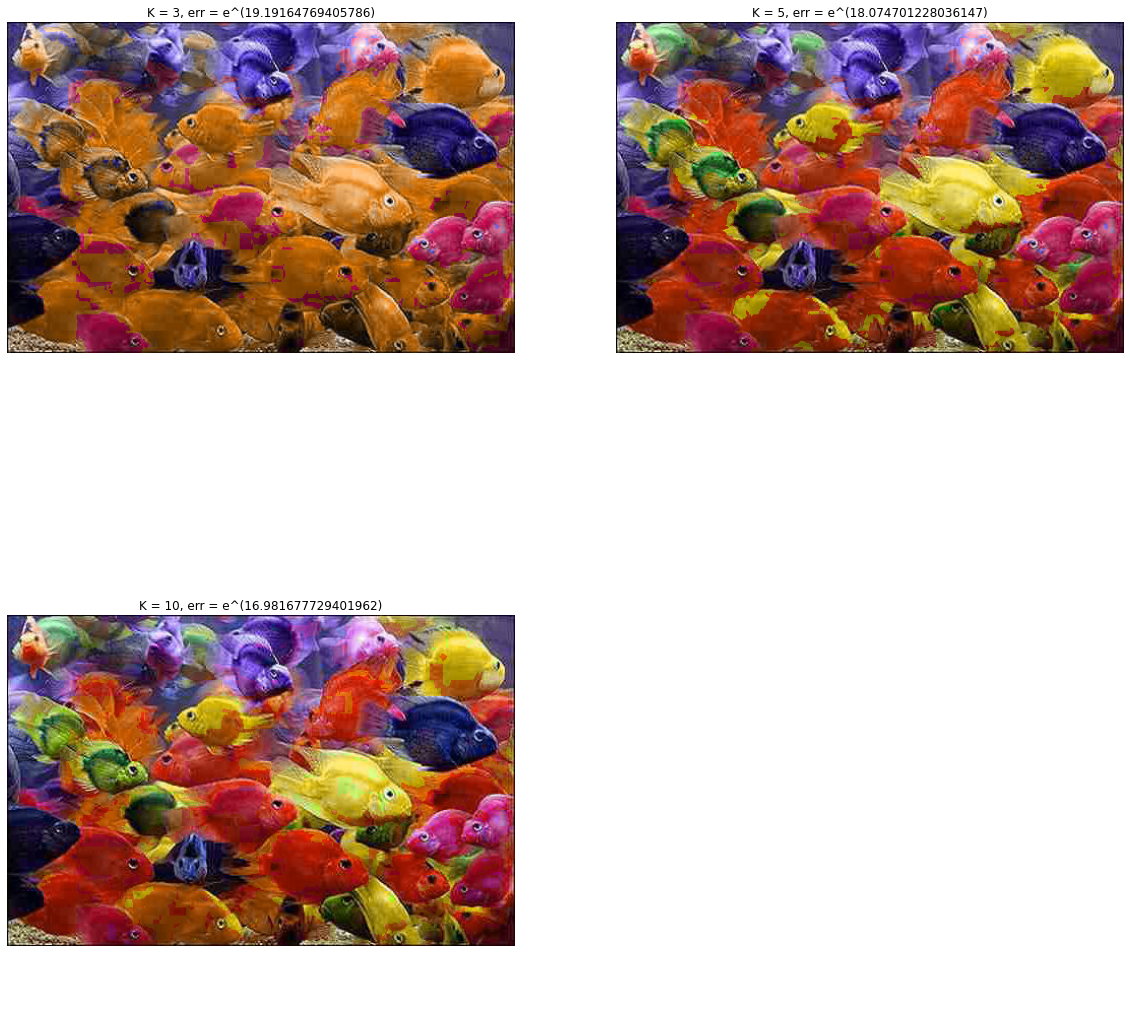 K = 3, err = e^(19.19164769405786)
K = 5, err = e^(18.074701228036147)
K = 10, err = e^(16.981677729401962)